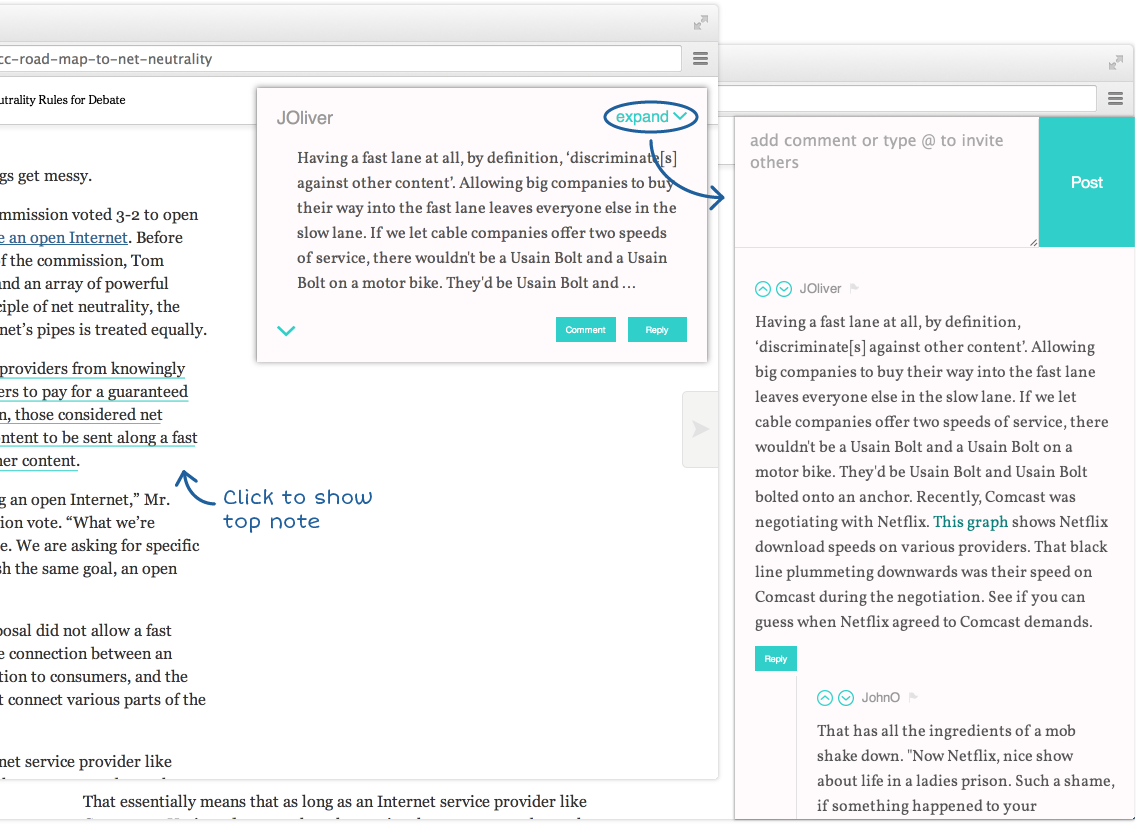 cc-road-map-to-net-neutrality
utrality Rules for Debate
gs get messy.
mmission voted 3-2 to open
e an open Internet. Before
of the commission, Tom
and an array of powerful
ciple of net neutrality, the
net’s pipes is treated equally.
providers from knowingly
ers to pay for a guaranteed
n, those considered net
ntent to be sent along a fast
her content.
g an open Internet,” Mr.
ion vote. “What we’re
e. We are asking for specific
sh the same goal, an open
posal did not allow a fast
e connection between an
tion to consumers, and the
t connect various parts of the
net service provider like
That essentially means that as long as an Internet service provider like
JOliver
expand
Having a fast lane at all, by definition, ‘discriminate[s]
against other content’. Allowing big companies to buy
their way into the fast lane leaves everyone else in the
slow lane. If we let cable companies offer two speeds
of service, there wouldn't be a Usain Bolt and a Usain
Bolt on a motor bike. They'd be Usain Bolt and ...
Comment
Reply
Click to show
top note
add comment or type @ to invite
others
Post
JOliver
Having a fast lane at all, by definition,
‘discriminate[s] against other content’. Allowing
big companies to buy their way into the fast lane
leaves everyone else in the slow lane. If we let
cable companies offer two speeds of service, there
wouldn't be a Usain Bolt and a Usain Bolt on a
motor bike. They'd be Usain Bolt and Usain Bolt
bolted onto an anchor. Recently, Comcast was
negotiating with Netflix. This graph shows Netflix
download speeds on various providers. That black
line plummeting downwards was their speed on
Comcast during the negotiation. See if you can
guess when Netflix agreed to Comcast demands.
Reply
JohnO
That has all the ingredients of a mob
shake down. "Now Netflix, nice show
about life in a ladies prison. Such a shame,
if something happened to your